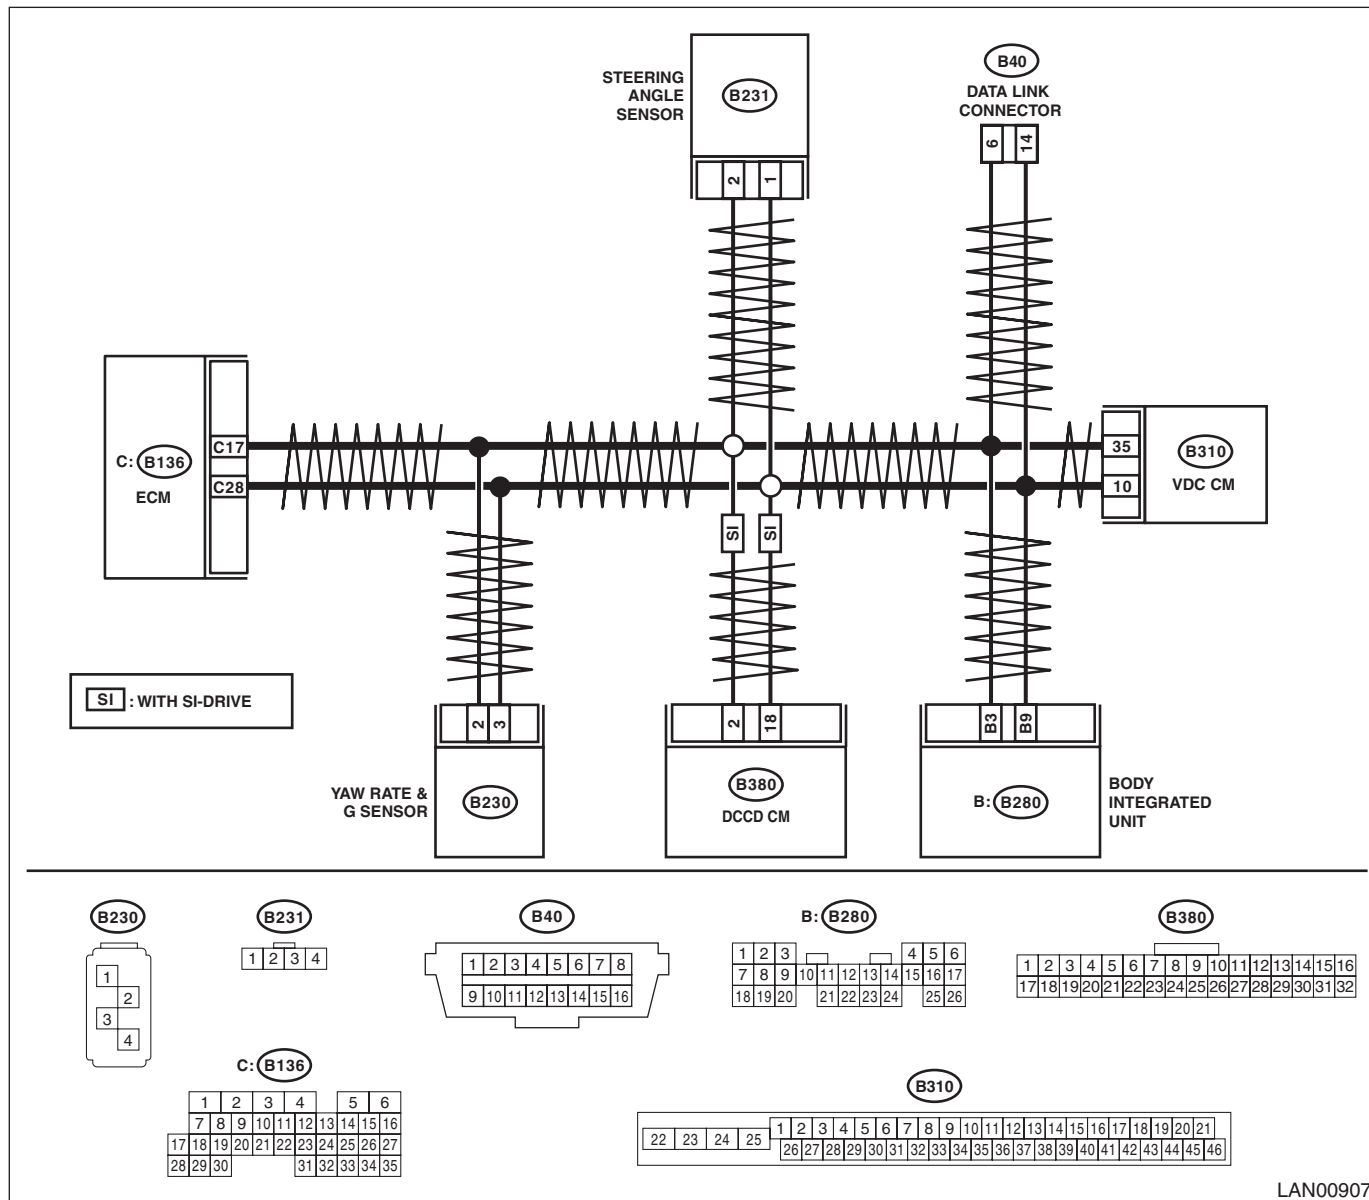 STEERING
ANGLE
SENSOR
B231
2
1
B40
DATA LINK
CONNECTOR
6
14
C: B136
ECM
C17
C28
35
10
B310
VDC CM
SI
SI
SI : WITH SI-DRIVE
2
3
YAW RATE &
G SENSOR
B230
2
18
B380
DCCD CM
B3
B9
B: B280
BODY
INTEGRATED
UNIT
B230
1
2
3
4
B231
1 2 3 4
B40
1 2 3 4 5 6 7 8
9 10 11 12 13 14 15 16
B: B280
1 2 3 4 5 6
7 8 9 10 11 12 13 14 15 16 17
18 19 20 21 22 23 24 25 26
B380
1 2 3 4 5 6 7 8 9 10 11 12 13 14 15 16
17 18 19 20 21 22 23 24 25 26 27 28 29 30 31 32
C: B136
1 2 3 4 5 6
7 8 9 10 11 12 13 14 15 16
17 18 19 20 21 22 23 24 25 26 27
28 29 30 31 32 33 34 35
B310
22 23 24 25
1 2 3 4 5 6 7 8 9 10 11 12 13 14 15 16 17 18 19 20 21
26 27 28 29 30 31 32 33 34 35 36 37 38 39 40 41 42 43 44 45 46
LAN00907